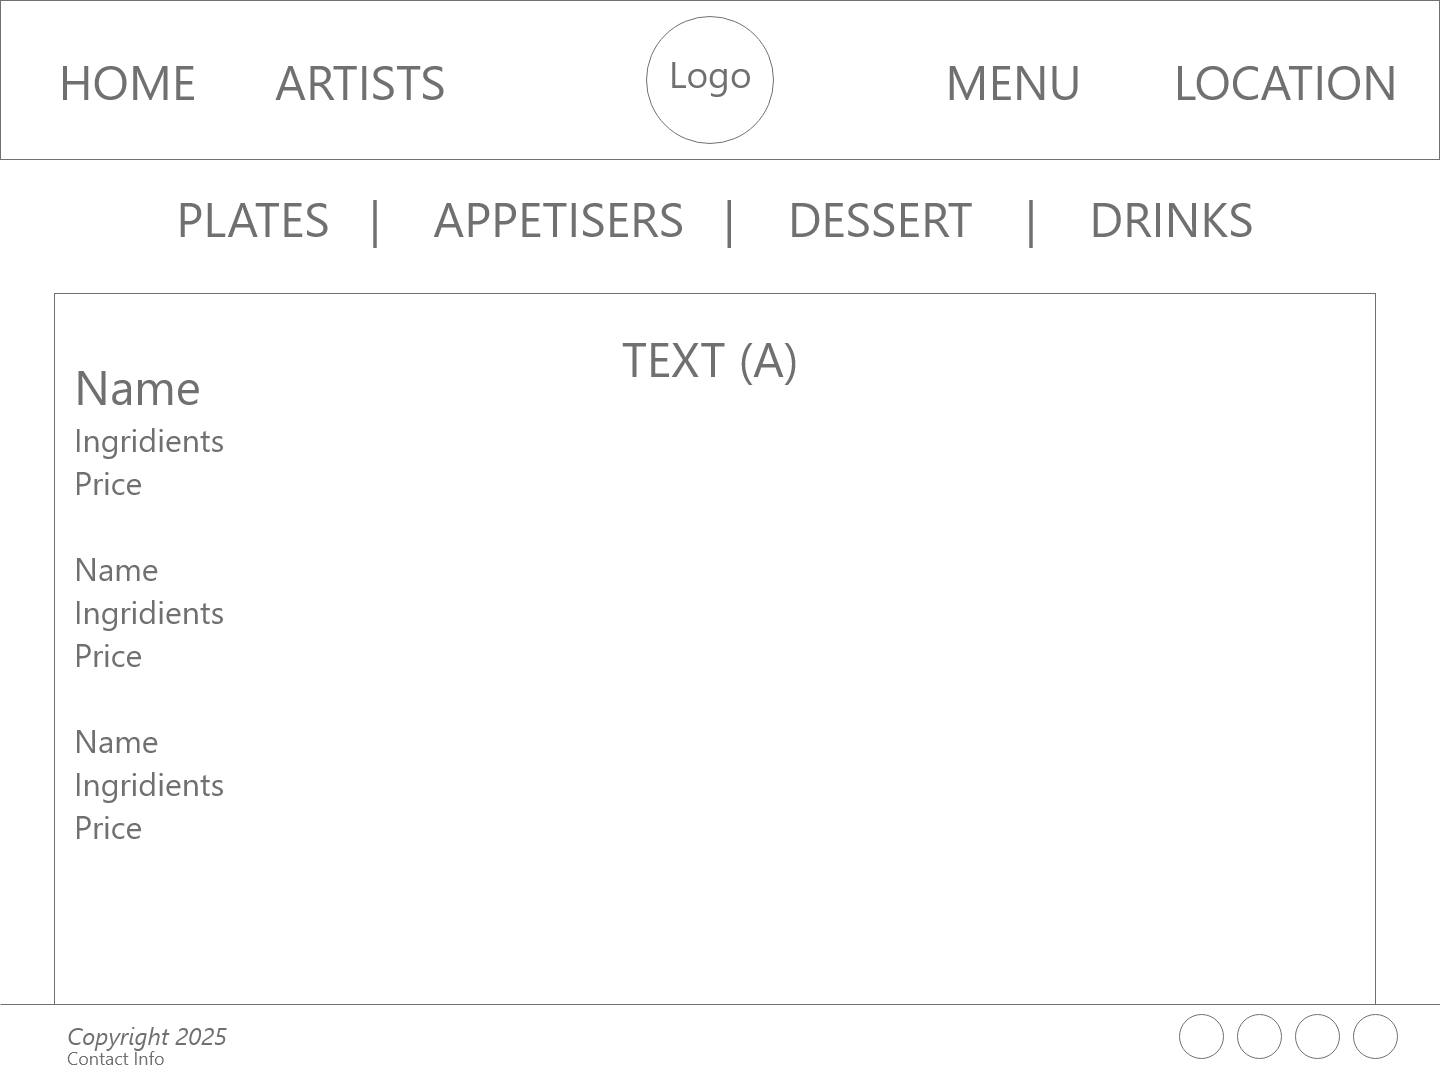 HOME ARTISTS Logo MENU LOCATION
PLATES | APPETISERS | DESSERT | DRINKS
TEXT (A)
Name
Ingridients
Price
Name
Ingridients
Price
Name
Ingridients
Price
Copyright 2025
Contact Info